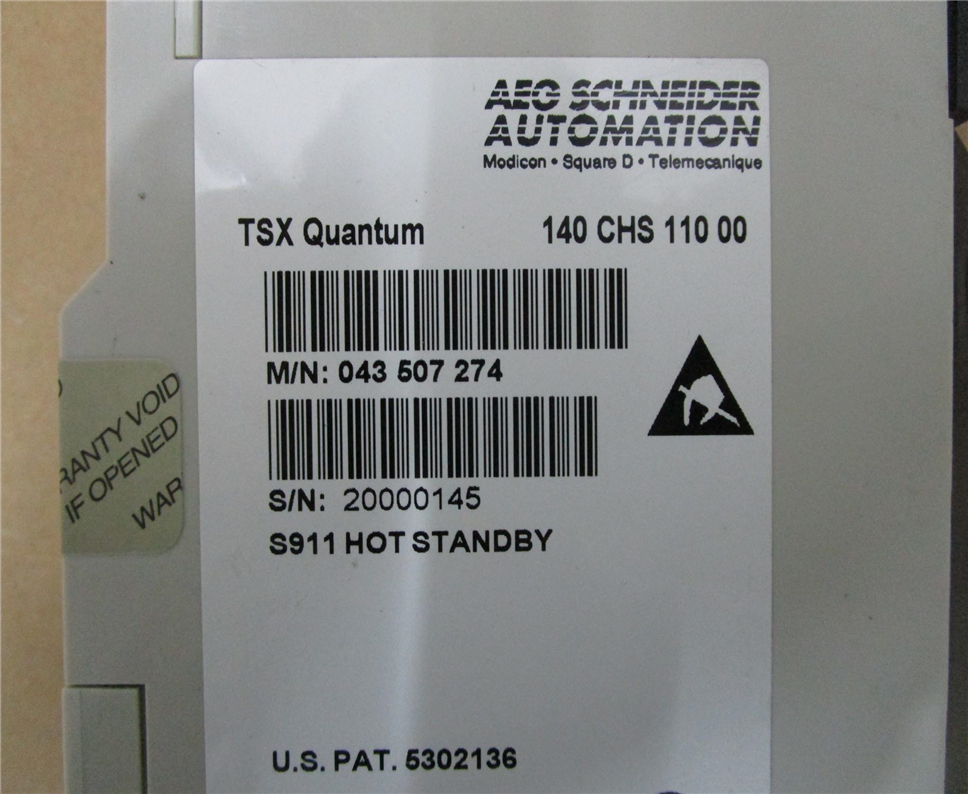 AEG SCHNEIDER
AUTOMATION
Modicon • Square D • Telemecanique
TSX Quantum 140 CHS 110 00
M/N: 043 507 274
S/N: 20000145
S911 HOT STANDBY
U.S. PAT. 5302136
RANTY VOID
IF OPENED
WAR